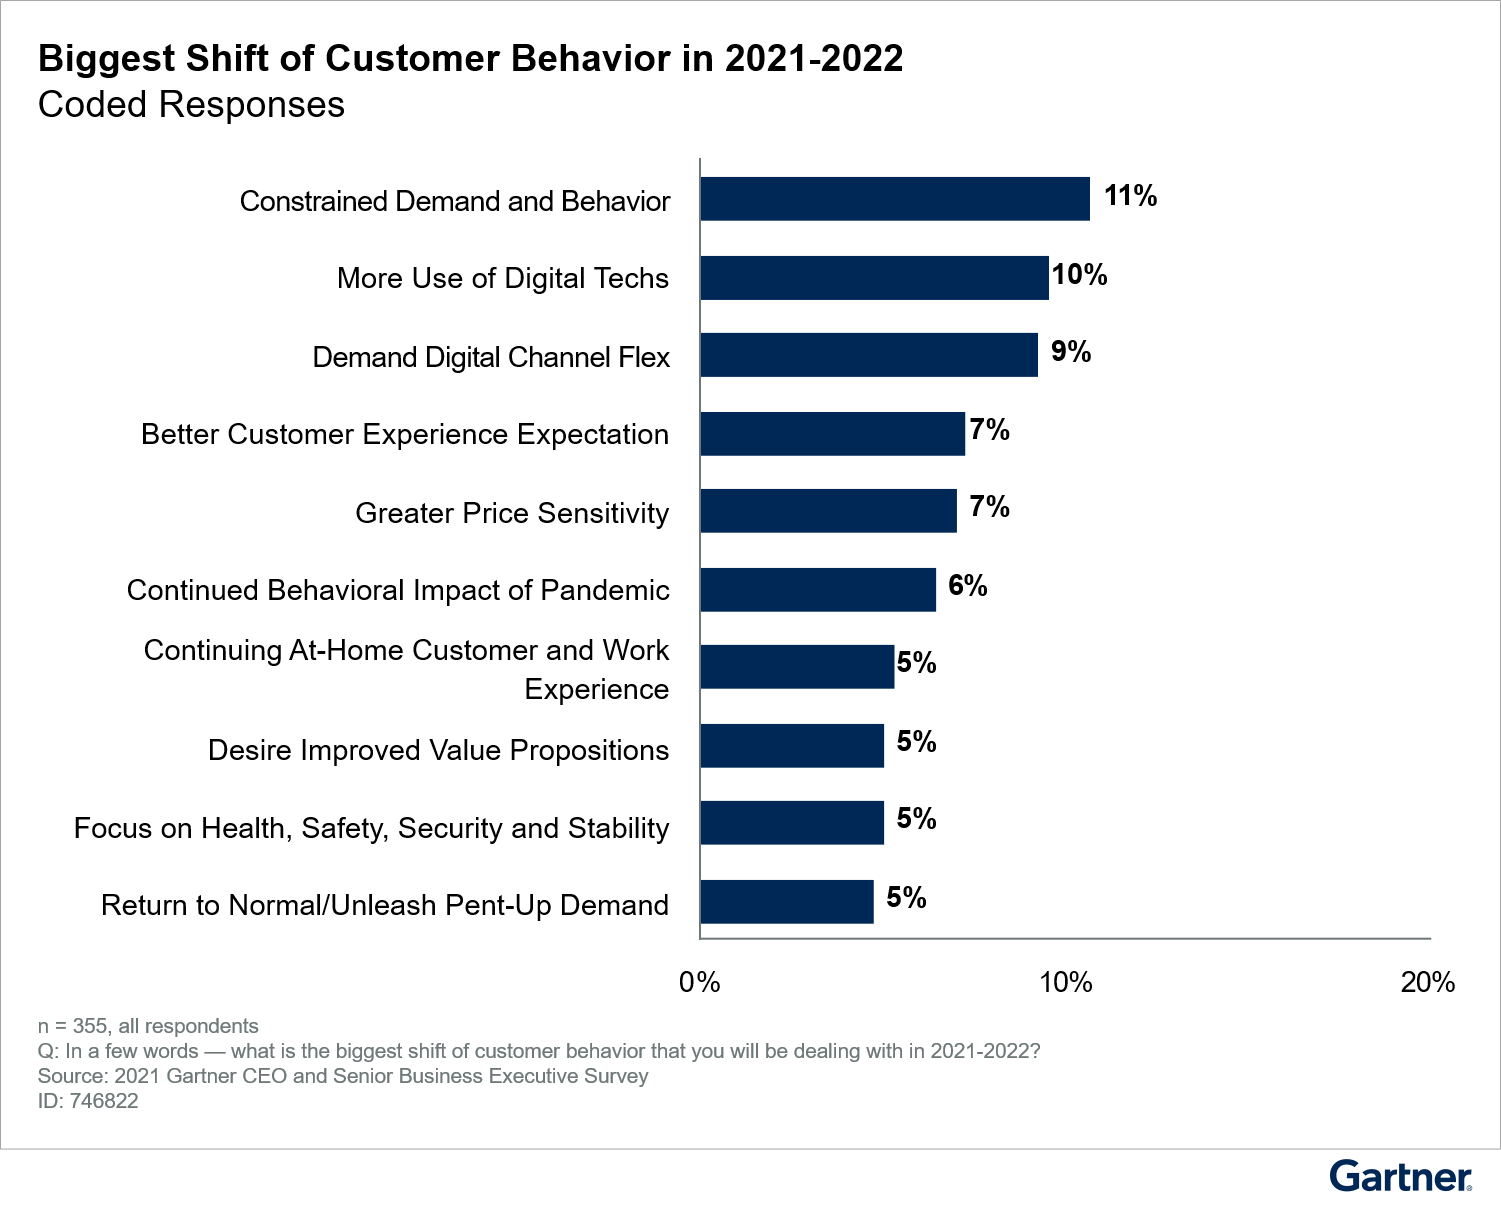 Biggest Shift of Customer Behavior in 2021-2022
Coded Responses
Constrained Demand and Behavior 11%
More Use of Digital Techs 10%
Demand Digital Channel Flex 9%
Better Customer Experience Expectation 7%
Greater Price Sensitivity 7%
Continued Behavioral Impact of Pandemic 6%
Continuing At-Home Customer and Work
Experience 5%
Desire Improved Value Propositions 5%
Focus on Health, Safety, Security and Stability 5%
Return to Normal/Unleash Pent-Up Demand 5%
0% 10% 20%
n = 355, all respondents
Q: In a few words — what is the biggest shift of customer behavior that you will be dealing with in 2021-2022?
Source: 2021 Gartner CEO and Senior Business Executive Survey
ID: 746822
Gartner®